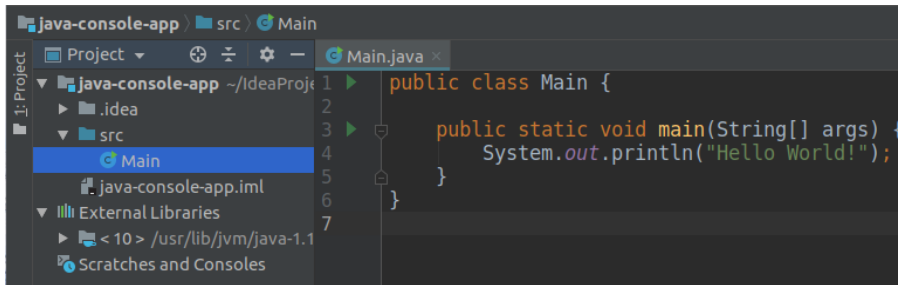 java-console-app src Main
1: Project
Project
Main.java
java-console-app ~/IdeaProje
.idea
src
Main
java-console-app.iml
External Libraries
< 10 > /usr/lib/jvm/java-1.1
Scratches and Consoles
1 public class Main {
2
3 public static void main(String[] args) {
4 System.out.println("Hello World!");
5 }
6 }
7